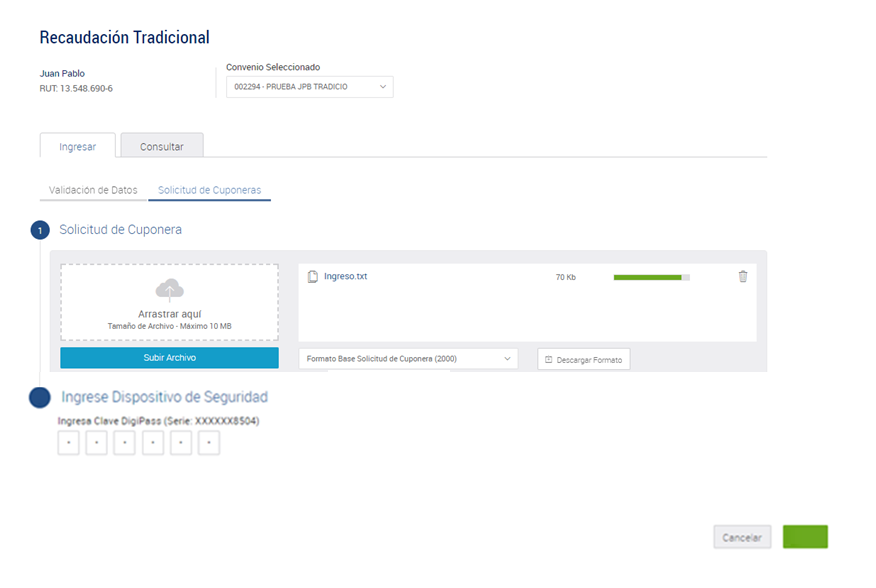 Recaudación Tradicional
Juan Pablo
RUT: 13.548.690-6
Convenio Seleccionado
002294 - PRUEBA JPB TRADICIO
Ingresar
Consultar
Validación de Datos
Solicitud de Cuponeras
1
Solicitud de Cuponera
Arrastrar aquí
Tamaño de Archivo - Máximo 10 MB
Subir Archivo
Ingreso.txt
70 Kb
Formato Base Solicitud de Cuponera (2000)
Descargar Formato
Ingrese Dispositivo de Seguridad
Ingresa Clave DigiPass (Serie: XXXXXX8504)
* * * * * *
Cancelar